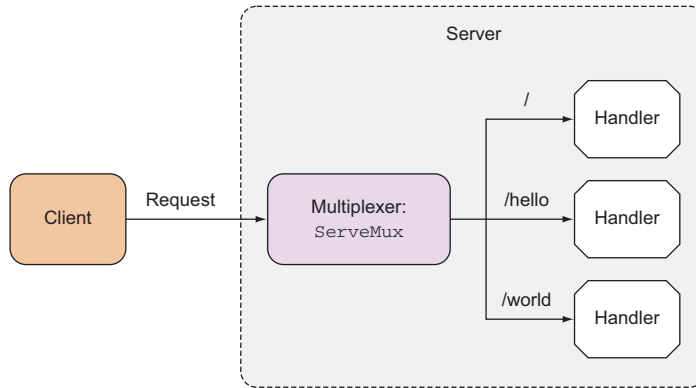 Server
/
Handler
Client
Request
Multiplexer:
ServeMux
/hello
Handler
/world
Handler